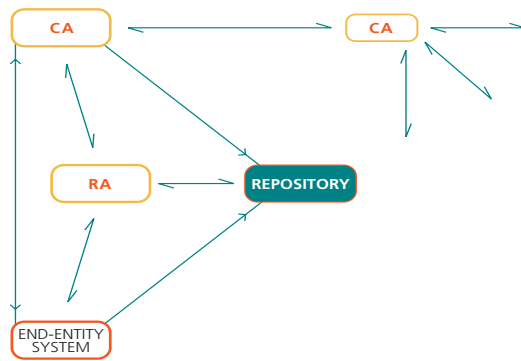 CA
CA
RA
REPOSITORY
END-ENTITY
SYSTEM